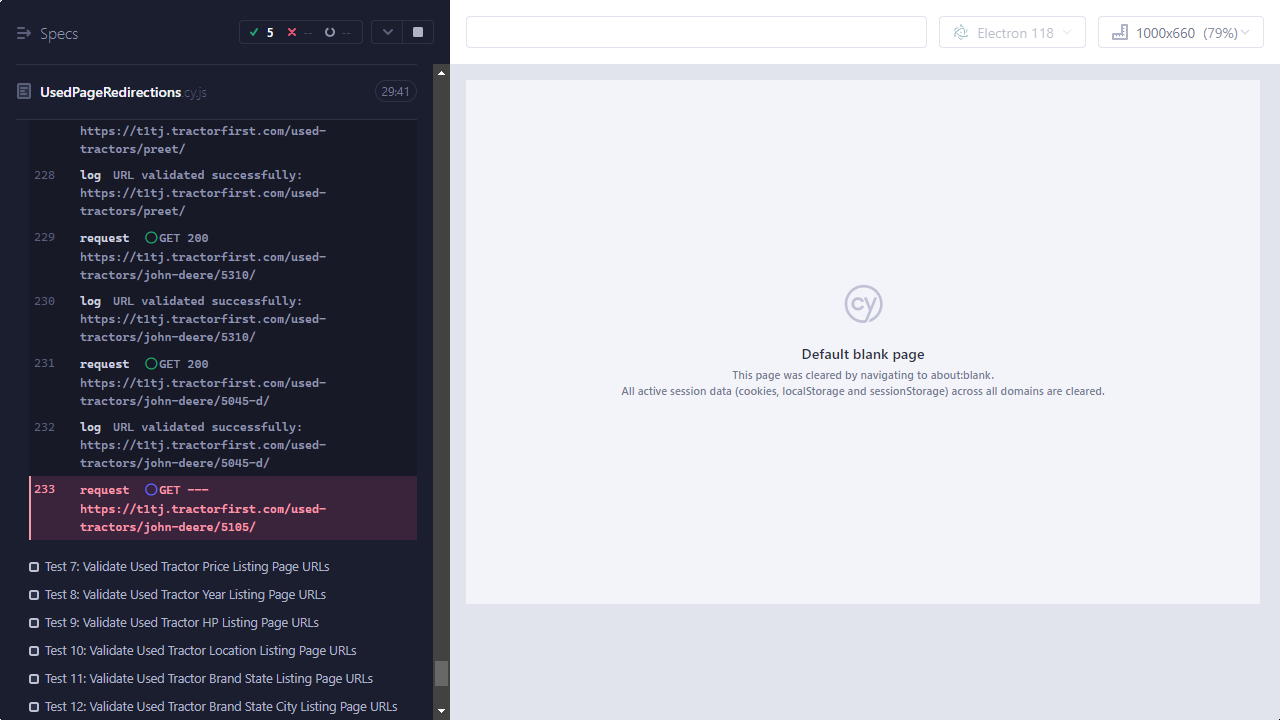 Specs
5
--
--
Electron 118
1000x660 (79%)
UsedPageRedirections.cy.js
29:41
https://t1tj.tractorfirst.com/used-
tractors/preet/
228 log URL validated successfully:
https://t1tj.tractorfirst.com/used-
tractors/preet/
229 request GET 200
https://t1tj.tractorfirst.com/used-
tractors/john-deere/5310/
230 log URL validated successfully:
https://t1tj.tractorfirst.com/used-
tractors/john-deere/5310/
231 request GET 200
https://t1tj.tractorfirst.com/used-
tractors/john-deere/5045-d/
232 log URL validated successfully:
https://t1tj.tractorfirst.com/used-
tractors/john-deere/5045-d/
233 request GET ---
https://t1tj.tractorfirst.com/used-
tractors/john-deere/5105/
Test 7: Validate Used Tractor Price Listing Page URLs
Test 8: Validate Used Tractor Year Listing Page URLs
Test 9: Validate Used Tractor HP Listing Page URLs
Test 10: Validate Used Tractor Location Listing Page URLs
Test 11: Validate Used Tractor Brand State Listing Page URLs
Test 12: Validate Used Tractor Brand State City Listing Page URLs
cy
Default blank page
This page was cleared by navigating to about:blank.
All active session data (cookies, localStorage and sessionStorage) across all domains are cleared.